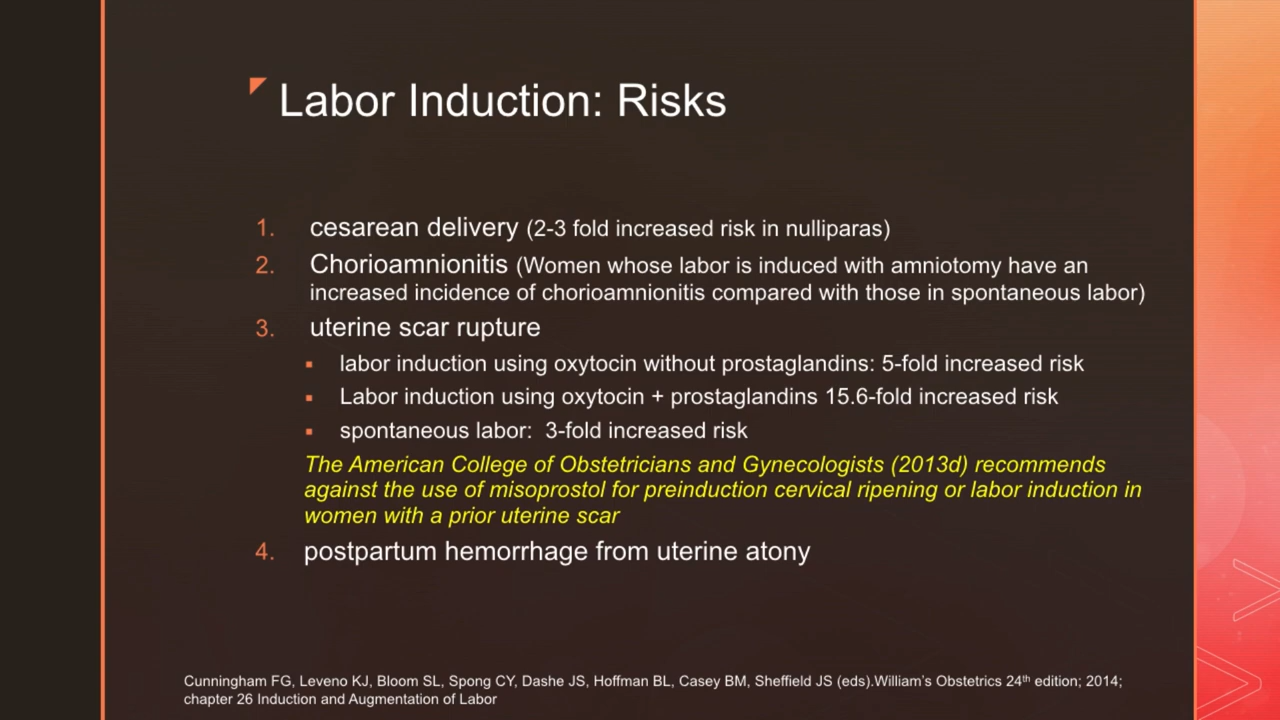 Labor Induction: Risks
1. cesarean delivery (2-3 fold increased risk in nulliparas)
2. Chorioamnionitis (Women whose labor is induced with amniotomy have an
increased incidence of chorioamnionitis compared with those in spontaneous labor)
3. uterine scar rupture
▪ labor induction using oxytocin without prostaglandins: 5-fold increased risk
▪ Labor induction using oxytocin + prostaglandins 15.6-fold increased risk
▪ spontaneous labor: 3-fold increased risk
The American College of Obstetricians and Gynecologists (2013d) recommends
against the use of misoprostol for preinduction cervical ripening or labor induction in
women with a prior uterine scar
4. postpartum hemorrhage from uterine atony
Cunningham FG, Leveno KJ, Bloom SL, Spong CY, Dashe JS, Hoffman BL, Casey BM, Sheffield JS (eds).William’s Obstetrics 24th edition; 2014;
chapter 26 Induction and Augmentation of Labor